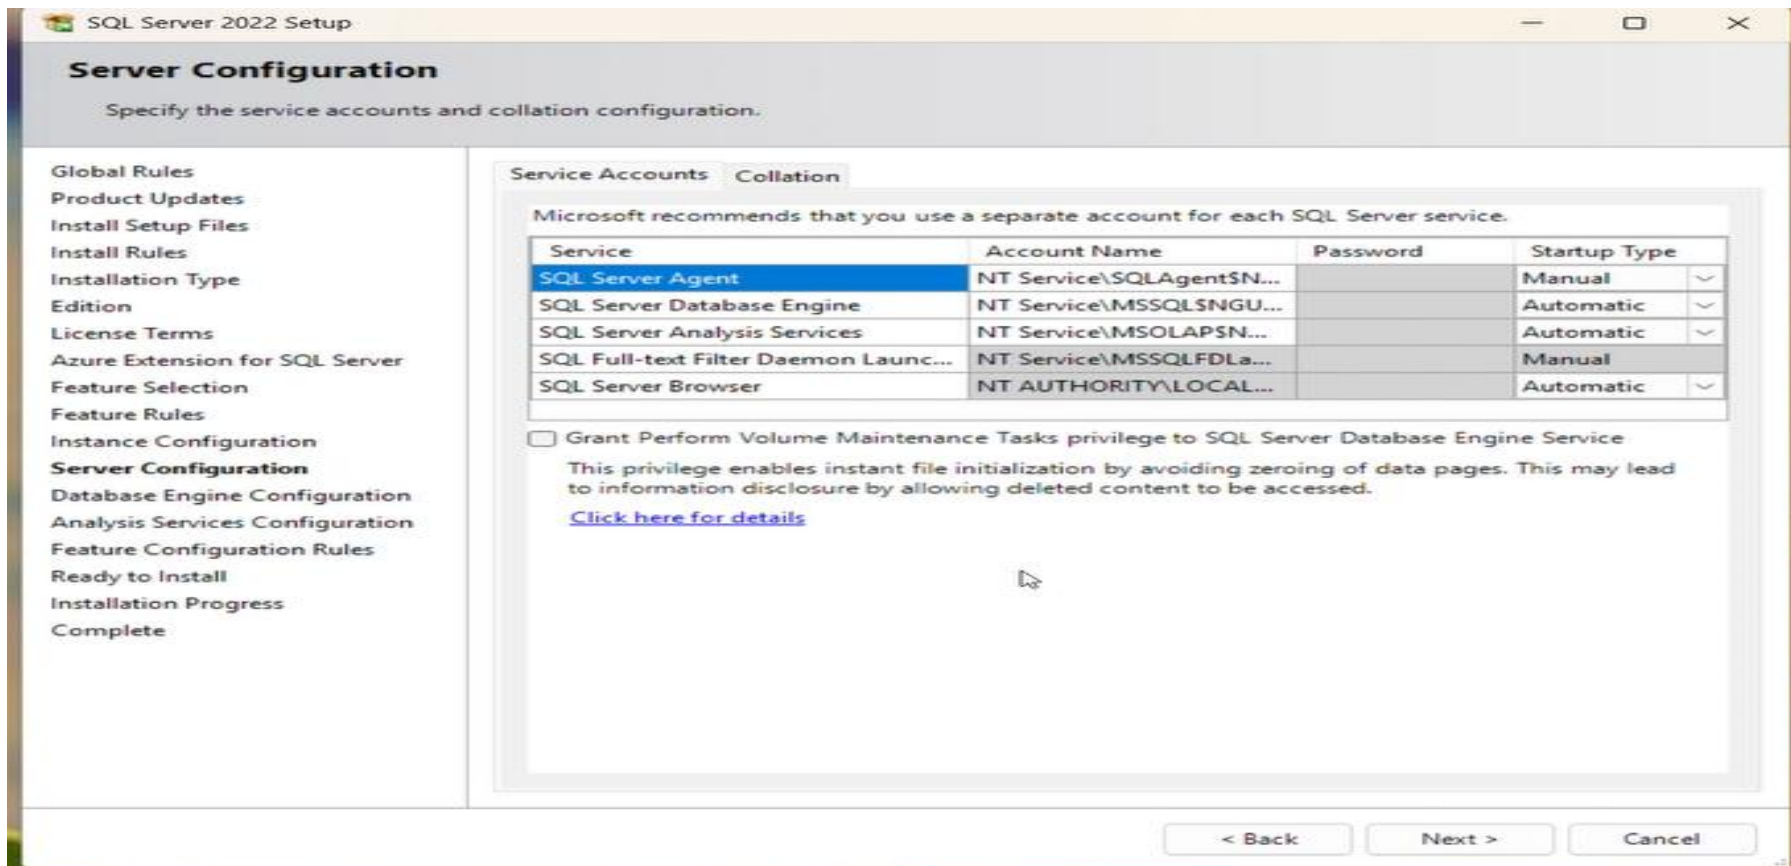 SQL Server 2022 Setup
Server Configuration
Specify the service accounts and collation configuration.
Global Rules
Product Updates
Install Setup Files
Install Rules
Installation Type
Edition
License Terms
Azure Extension for SQL Server
Feature Selection
Feature Rules
Instance Configuration
Server Configuration
Database Engine Configuration
Analysis Services Configuration
Feature Configuration Rules
Ready to Install
Installation Progress
Complete
Service Accounts Collation
Microsoft recommends that you use a separate account for each SQL Server service.
Service Account Name Password Startup Type
SQL Server Agent NT Service\SQLAgent$N... Manual
SQL Server Database Engine NT Service\MSSQL$NGU... Automatic
SQL Server Analysis Services NT Service\MSOLAP$N... Automatic
SQL Full-text Filter Daemon Launc... NT Service\MSSQLFDLa... Manual
SQL Server Browser NT AUTHORITY\LOCAL... Automatic
Grant Perform Volume Maintenance Tasks privilege to SQL Server Database Engine Service
This privilege enables instant file initialization by avoiding zeroing of data pages. This may lead
to information disclosure by allowing deleted content to be accessed.
Click here for details
< Back Next > Cancel